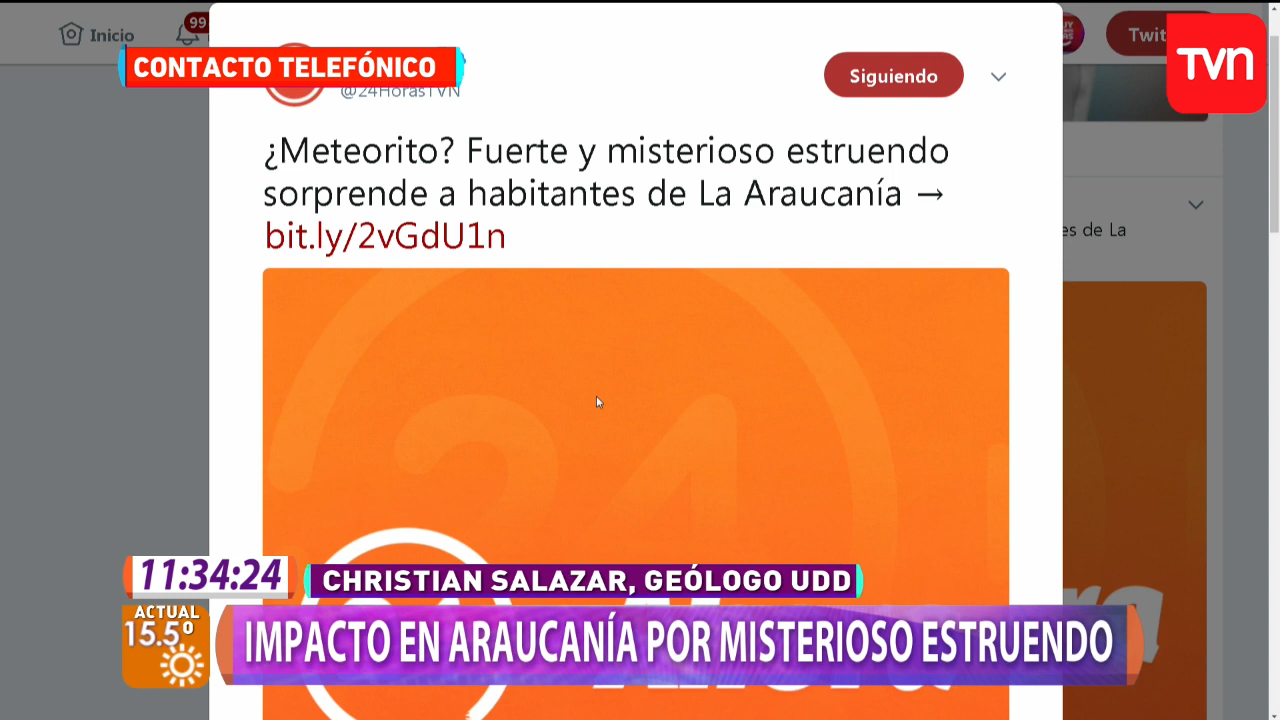 Inicio
99
CONTACTO TELEFÓNICO
@24HorasTVN
Siguiendo
Twit
TVN
¿Meteorito? Fuerte y misterioso estruendo
sorprende a habitantes de La Araucanía →
bit.ly/2vGdU1n
es de La
24
11:34:24
CHRISTIAN SALAZAR, GEÓLOGO UDD
ACTUAL
15.5º
IMPACTO EN ARAUCANÍA POR MISTERIOSO ESTRUENDO